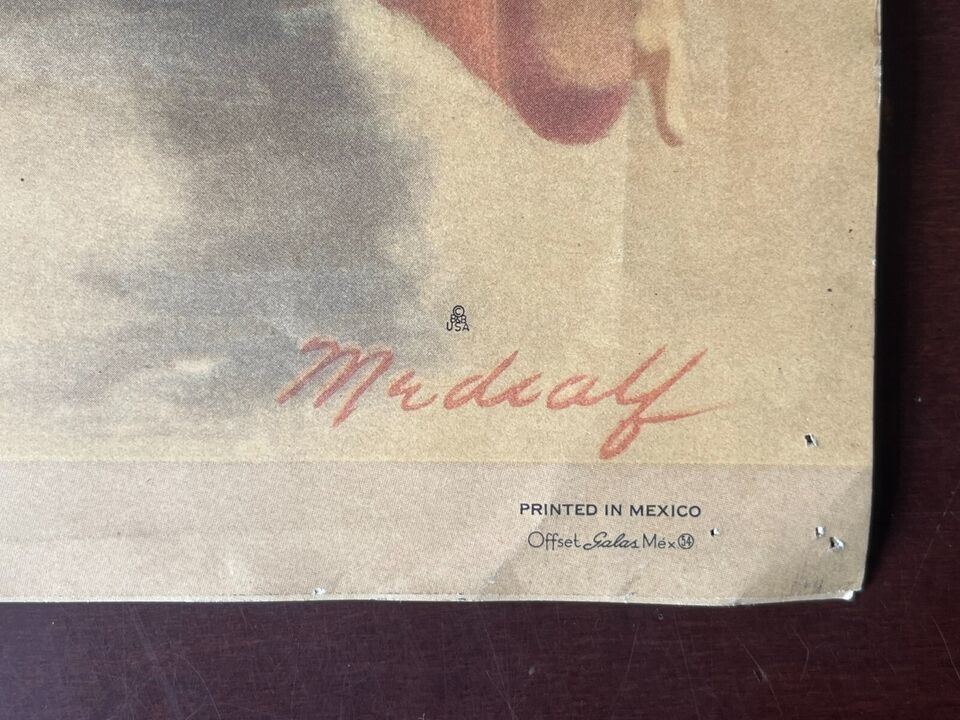 ©
B&B
USA
Medcalf
PRINTED IN MEXICO
Offset Galas Méx 54